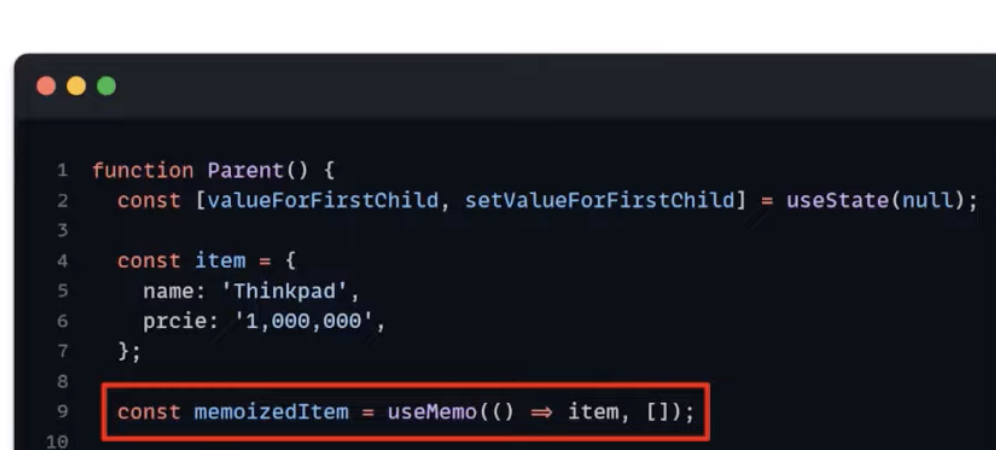 1 function Parent() {
2 const [valueForFirstChild, setValueForFirstChild] = useState(null);
3
4 const item = {
5 name: 'Thinkpad',
6 prcie: '1,000,000',
7 };
8
9 const memoizedItem = useMemo(() => item, []);
10